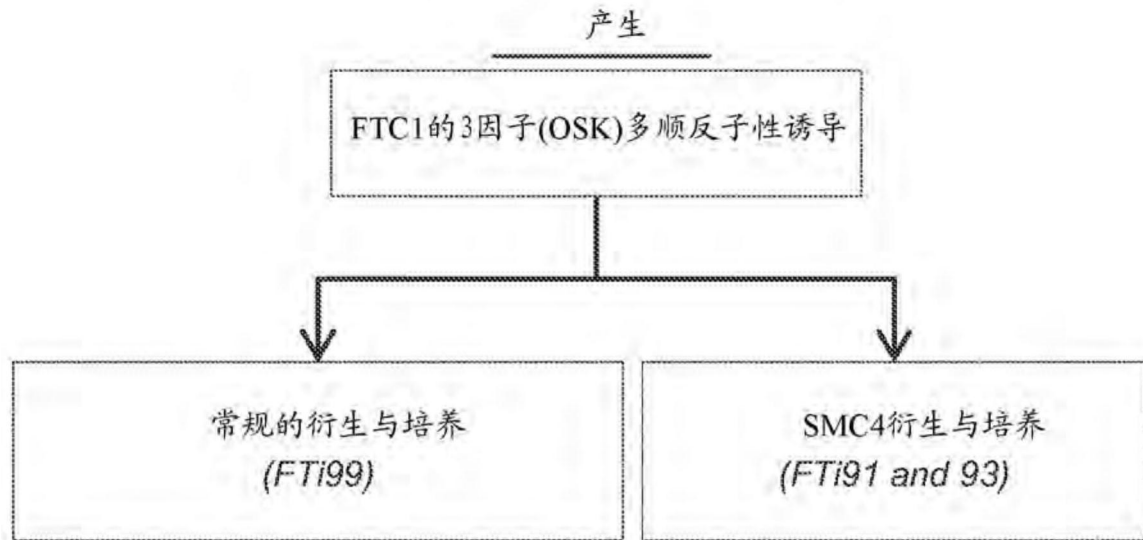 产生
FTC1的3因子(OSK)多顺反子性诱导
常规的衍生与培养
(FTi99)
SMC4衍生与培养
(FTi91 and 93)